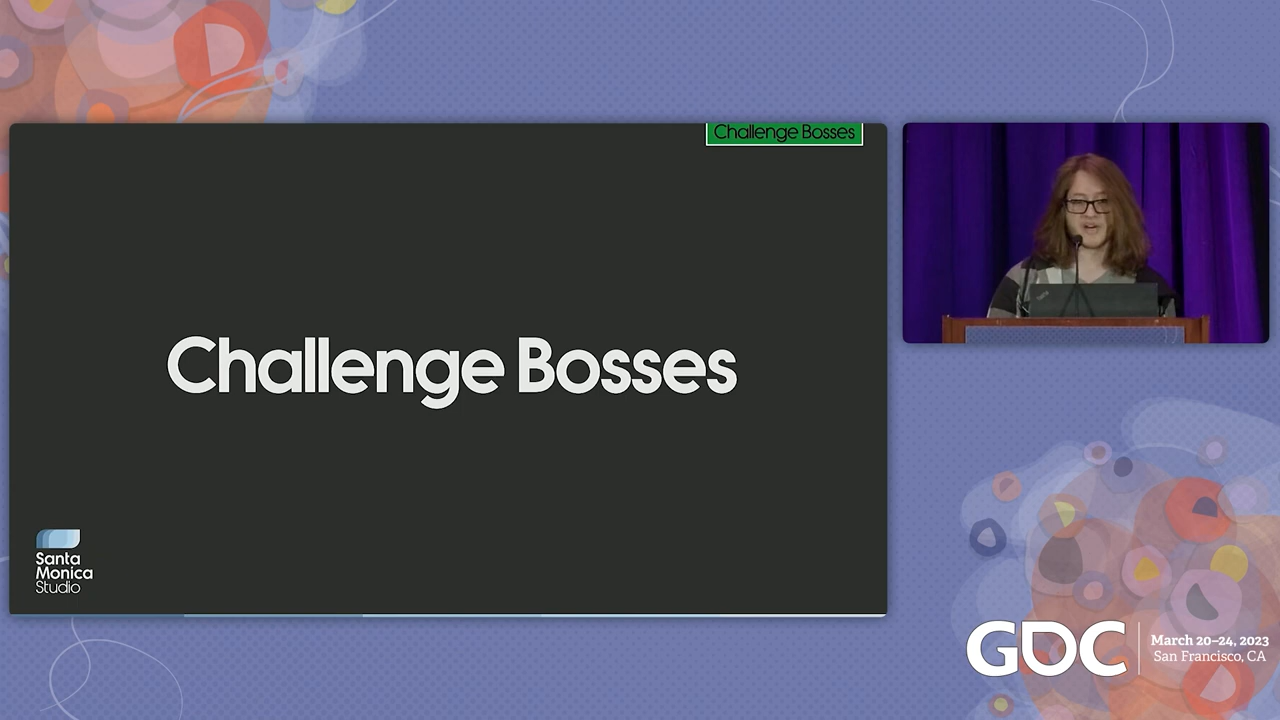 Challenge Bosses
Challenge Bosses
Santa
Monica
Studio
GDC
March 20–24, 2023
San Francisco, CA